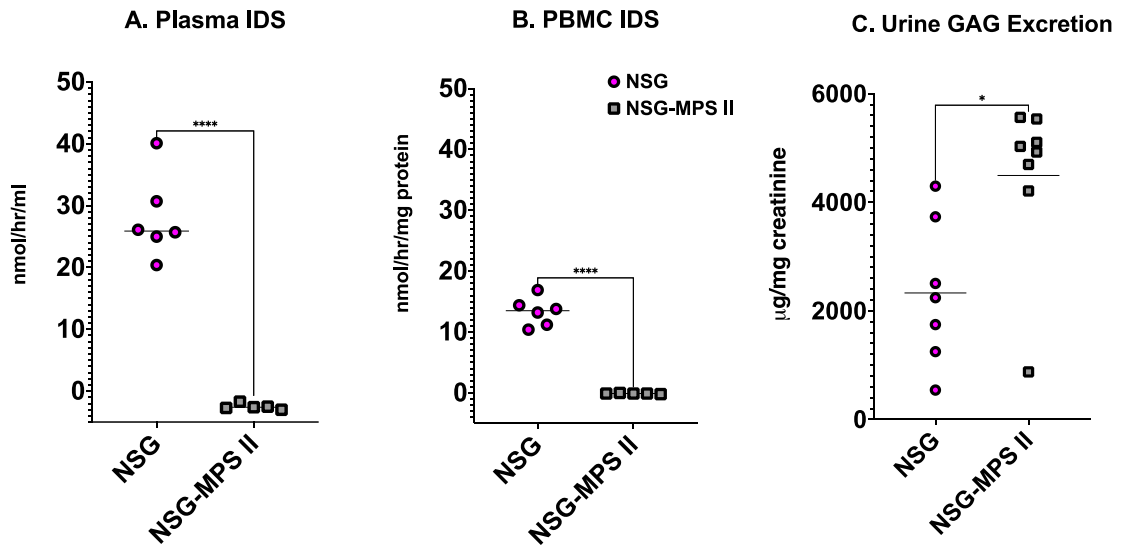 A. Plasma IDS
nmol/hr/ml
50
40
30
20
10
0
****
NSG
NSG-MPS II
B. PBMC IDS
nmol/hr/mg protein
50
40
30
20
10
0
NSG
NSG-MPS II
****
NSG
NSG-MPS II
C. Urine GAG Excretion
μg/mg creatinine
6000
4000
2000
0
*
NSG
NSG-MPS II